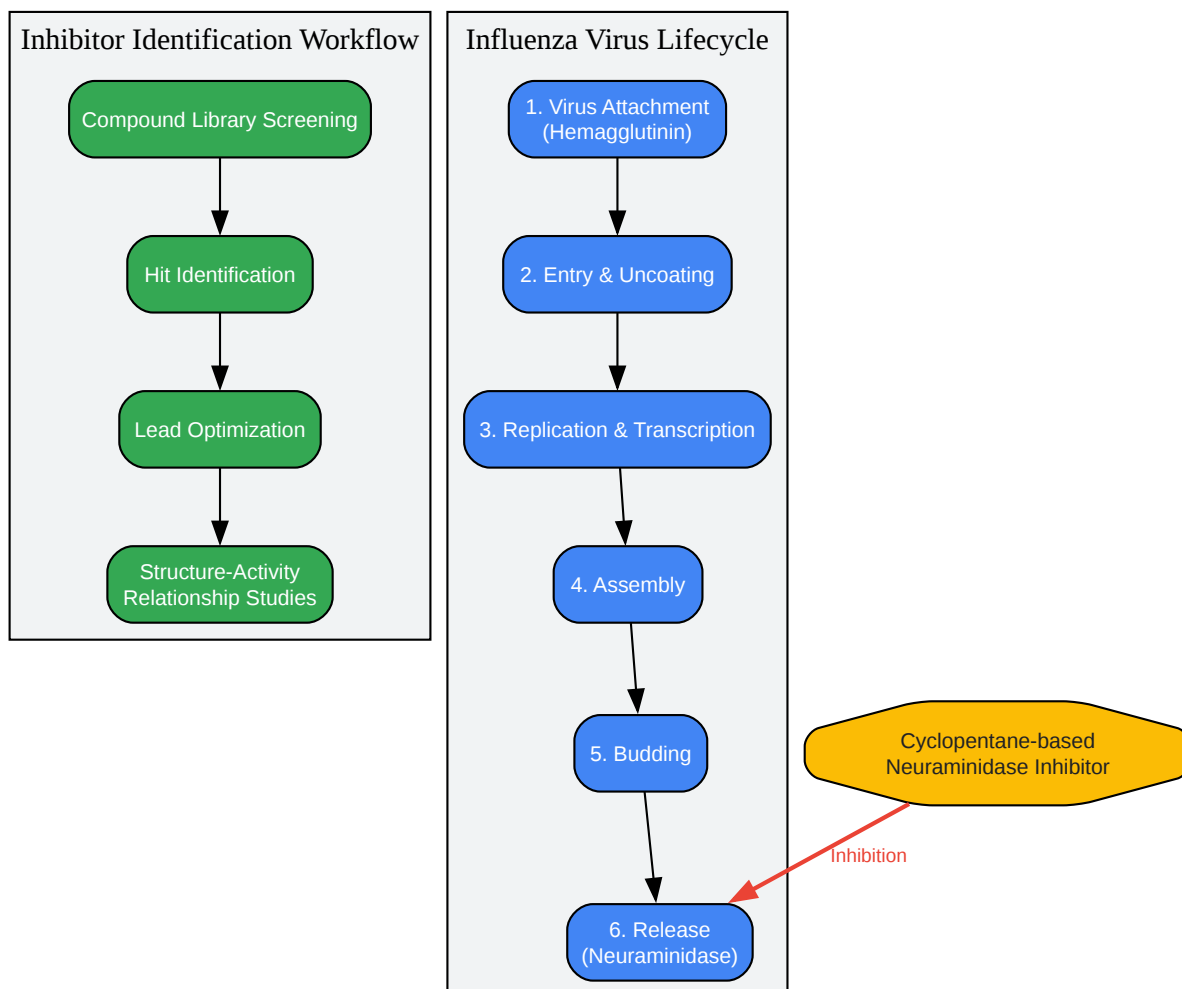 Inhibitor Identification Workflow
Compound Library Screening
Hit Identification
Lead Optimization
Structure-Activity
Relationship Studies
Influenza Virus Lifecycle
1. Virus Attachment
(Hemagglutinin)
2. Entry & Uncoating
3. Replication & Transcription
4. Assembly
5. Budding
6. Release
(Neuraminidase)
Cyclopentane-based
Neuraminidase Inhibitor
Inhibition